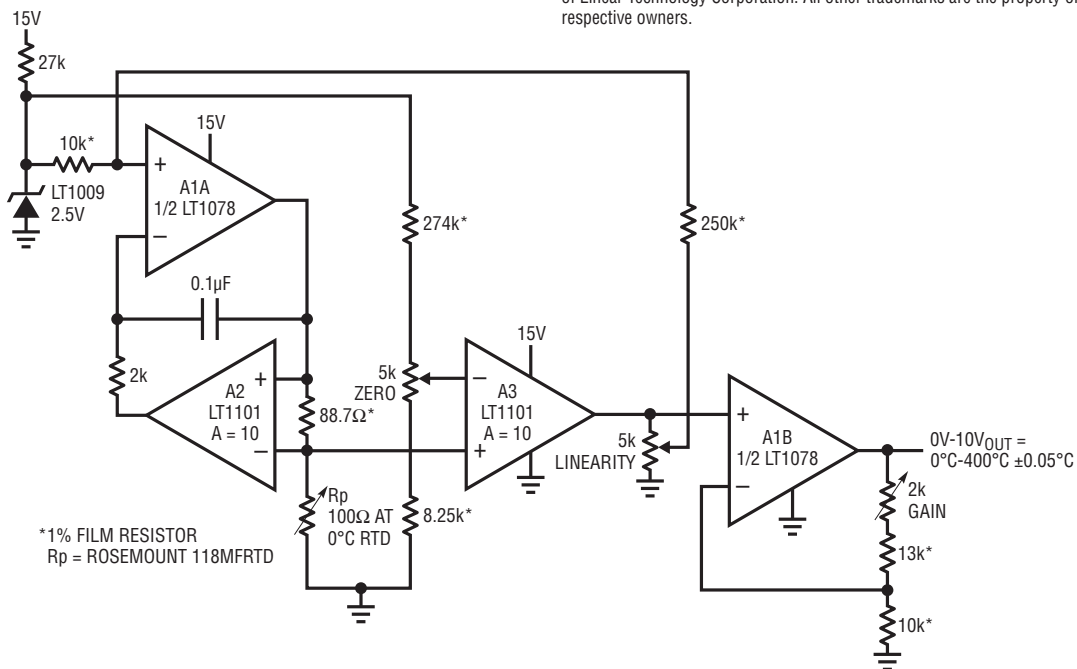 of Linear Technology Corporation. All other trademarks are the property of
respective owners.
15V
27k
10k*
LT1009
2.5V
+
–
A1A
1/2 LT1078
15V
0.1µF
2k
A2
LT1101
A = 10
+
–
88.7Ω*
Rp
100Ω AT
0°C RTD
274k*
5k
ZERO
8.25k*
15V
–
A3
LT1101
A = 10
+
250k*
5k
LINEARITY
+
A1B
1/2 LT1078
–
0V-10VOUT =
0°C-400°C ±0.05°C
2k
GAIN
13k*
10k*
*1% FILM RESISTOR
Rp = ROSEMOUNT 118MFRTD